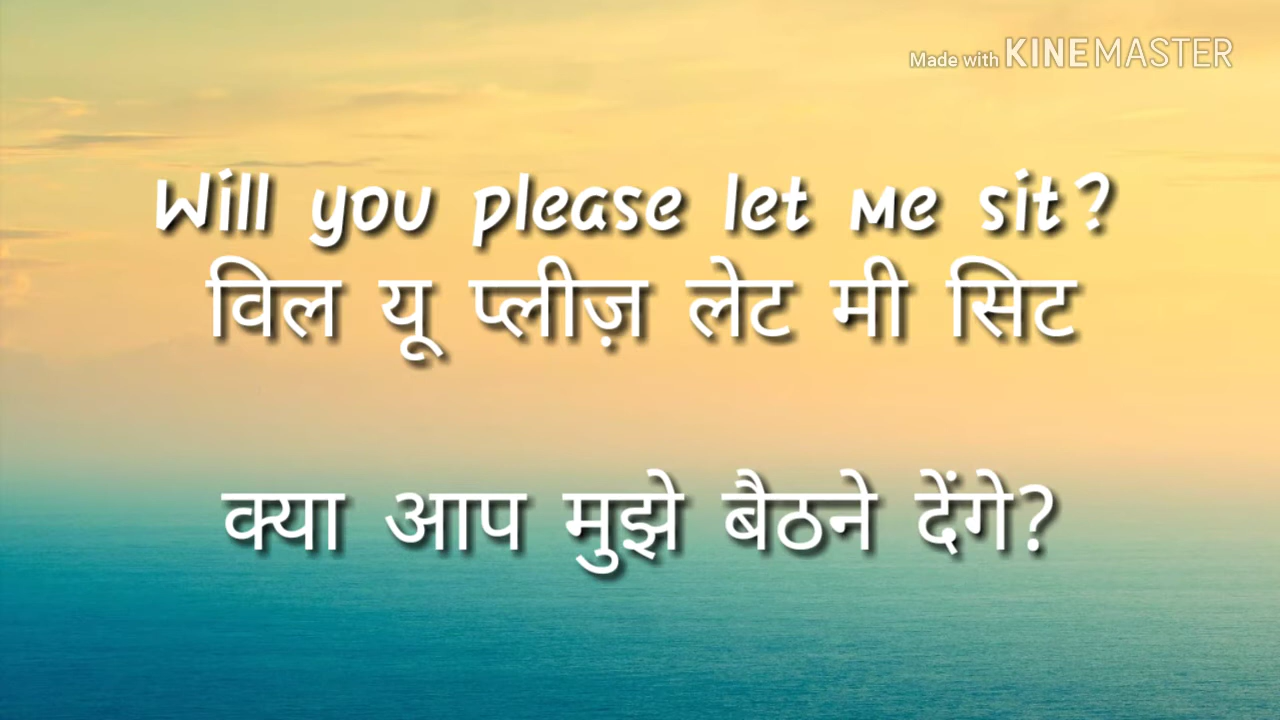 Made with KINEMASTER
Will you please let me sit?
विल यू प्लीज़ लेट मी सिट
क्या आप मुझे बैठने देंगे?